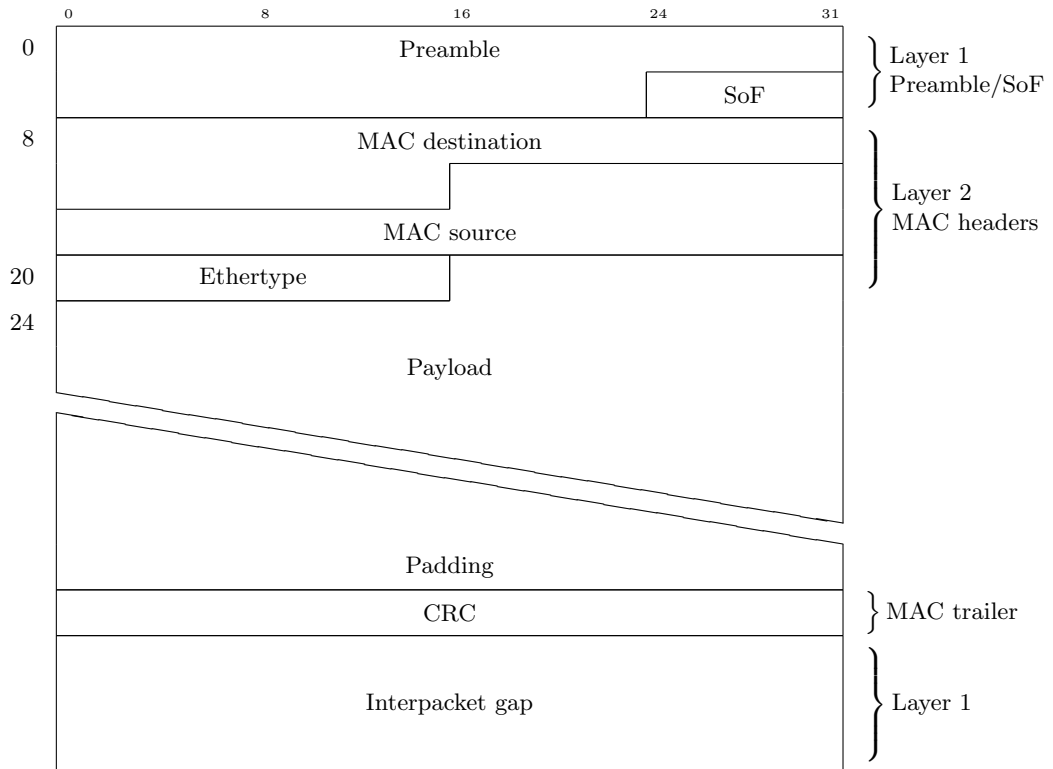 0 8 16 24 31
0 Preamble
Layer 1
Preamble/SoF
SoF
8 MAC destination
Layer 2
MAC headers
MAC source
20 Ethertype
24
Payload
Padding
CRC MAC trailer
Interpacket gap Layer 1